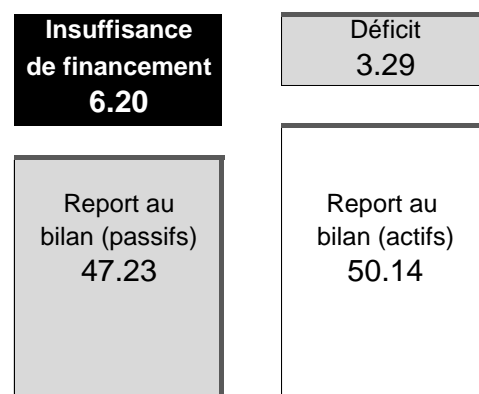 Insuffisance
de financement
6.20
Déficit
3.29
Report au
bilan (passifs)
47.23
Report au
bilan (actifs)
50.14